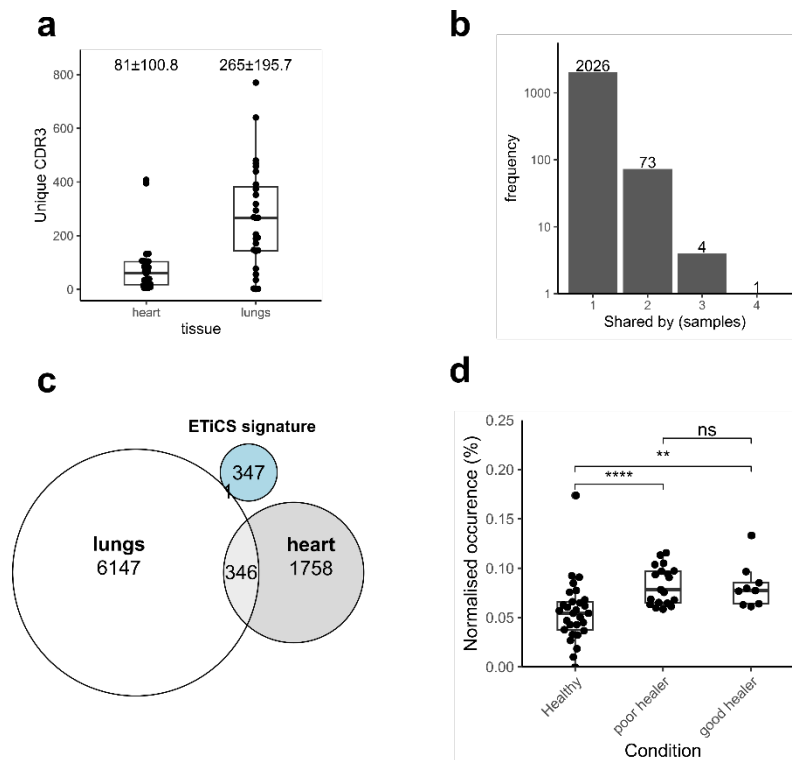 a
81±100.8
265±195.7
Unique CDR3
800
600
400
200
0
heart
lungs
tissue
b
frequency
1000
100
10
1
2026
73
4
1
1
2
3
4
Shared by (samples)
c
ETiCS signature
347
1
lungs
6147
346
heart
1758
d
Normalised occurence (%)
0.25
0.20
0.15
0.10
0.05
0.00
ns
**
****
Healthy
poor healer
good healer
Condition